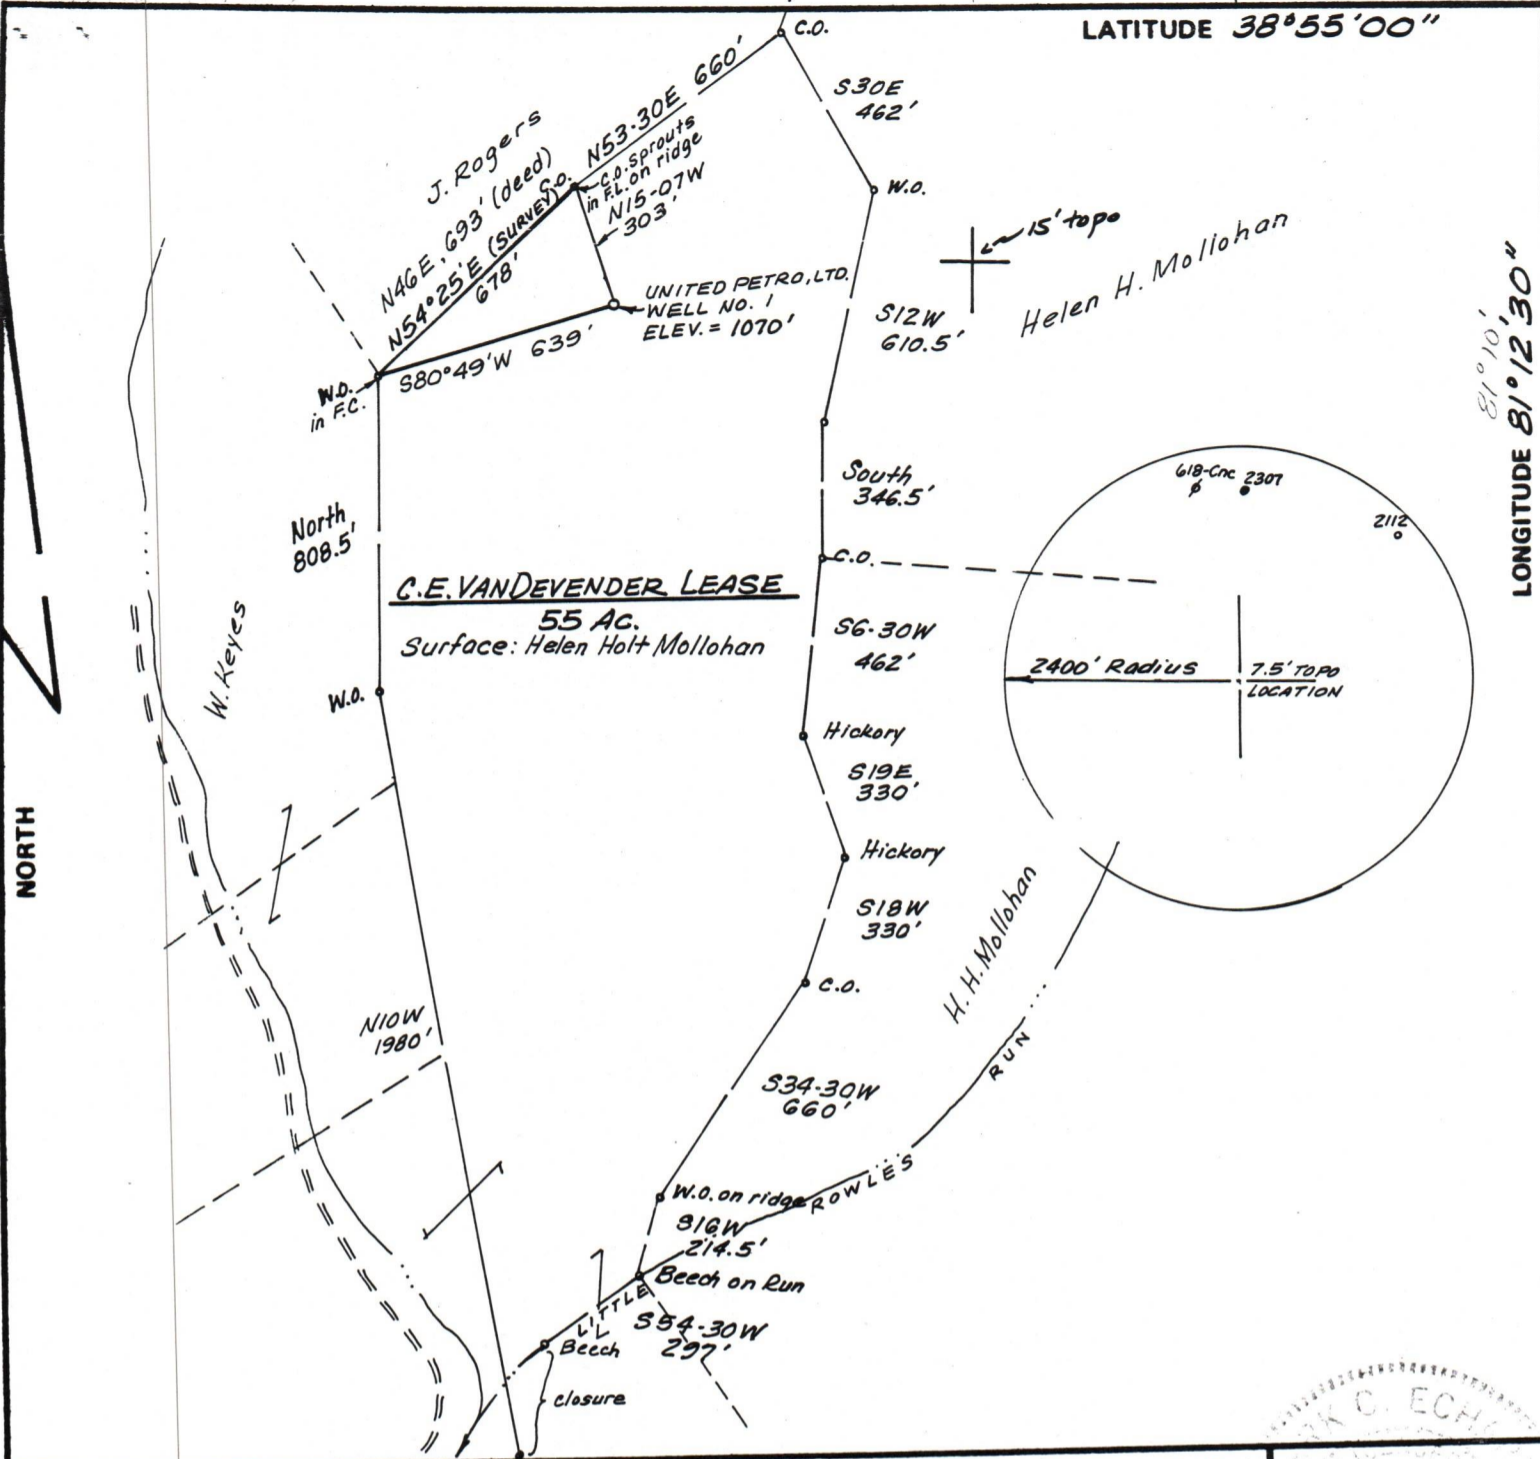 LATITUDE 38°55'00"
C.O.
N53-30E 660'
S30E
462'
J. Rogers
C.O.
C.O. sprouts
in F.L. on ridge
N15-07W
303'
N46E, 693' (deed)
N54°25'E (SURVEY)
678'
W.O.
15' topo
Helen H. Mollohan
UNITED PETRO, LTD.
WELL NO. 1
ELEV. = 1070'
S12W
610.5'
S80°49'W 639'
W.O.
in F.C.
81°10'
LONGITUDE 81°12'30"
South
346.5'
618-Cnc 2307
2112
North
808.5'
C.O.
C.E. VANDEVENDER LEASE
55 Ac.
Surface: Helen Holt Mollohan
S6-30W
462'
W. Keyes
2400' Radius
7.5' TOPO
LOCATION
W.O.
Hickory
S19E
330'
NORTH
Hickory
S18W
330'
H. H. Mollohan
C.O.
N10W
1980'
S34-30W
660'
W.O. on ridge
LITTLE ROWLES RUN
S16W
214.5'
Beech on Run
S54-30W
297'
Beech
closure
K C. ECH